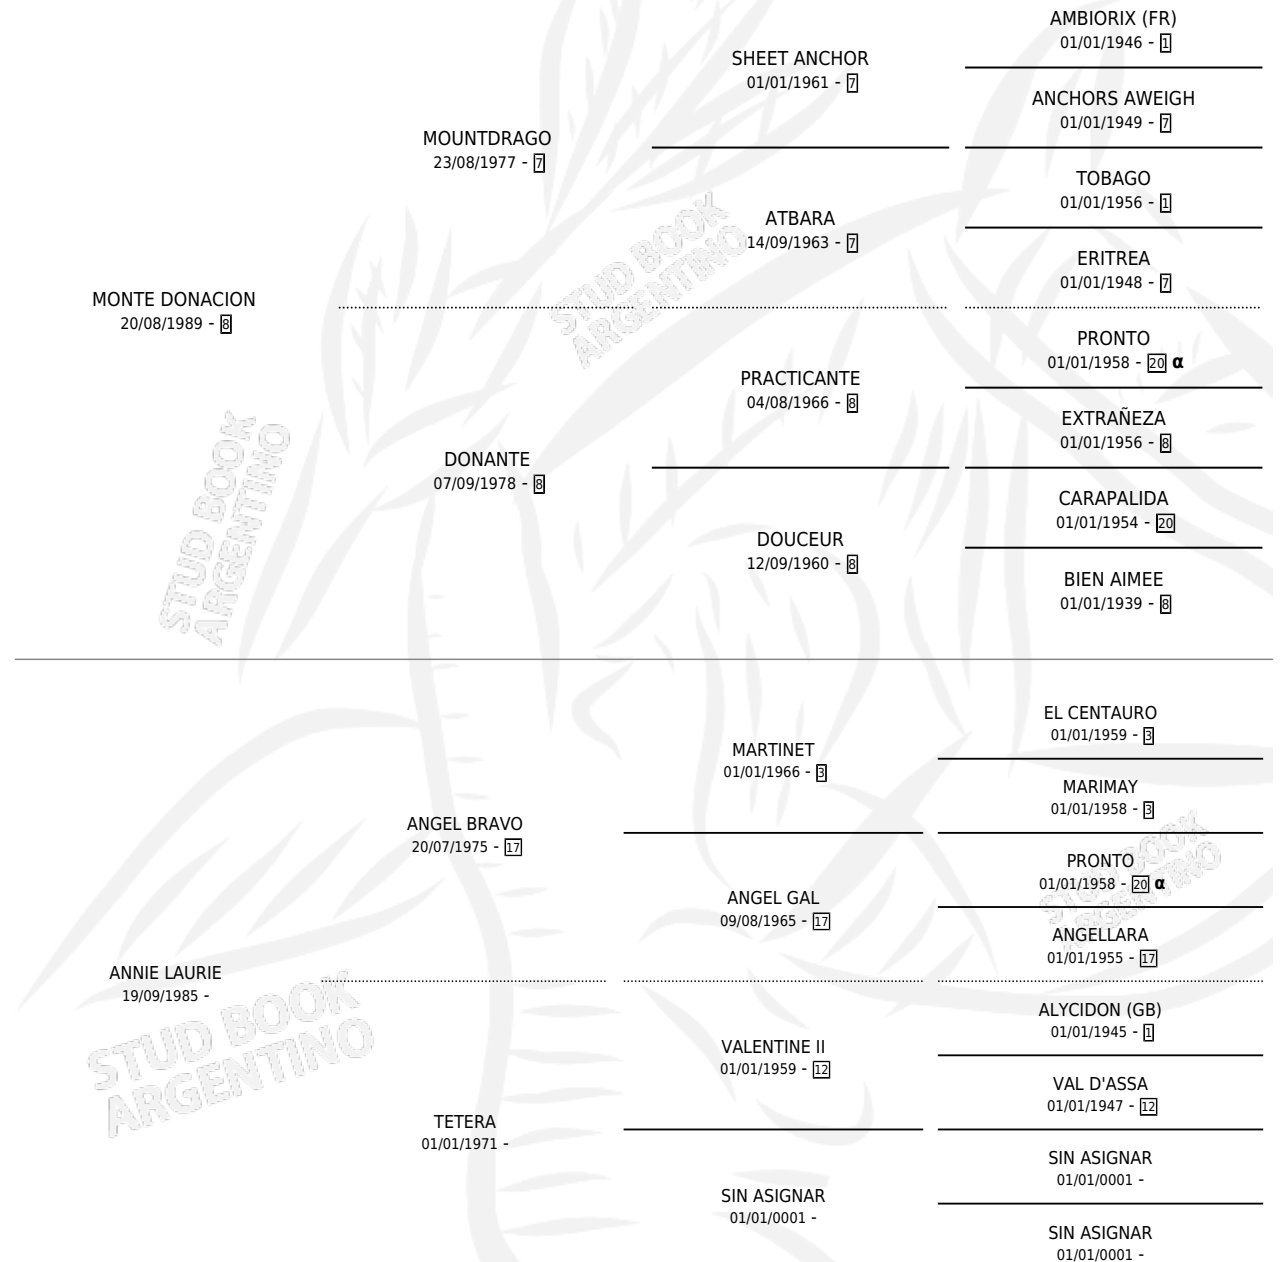 AMBIORIX (FR)
01/01/1946 - 1
SHEET ANCHOR
01/01/1961 - 7
ANCHORS AWEIGH
01/01/1949 - 7
MOUNTDRAGO
23/08/1977 - 7
TOBAGO
01/01/1956 - 1
ATBARA
14/09/1963 - 7
ERITREA
01/01/1948 - 7
MONTE DONACION
20/08/1989 - 8
PRONTO
01/01/1958 - 20 α
PRACTICANTE
04/08/1966 - 8
EXTRAÑEZA
01/01/1956 - 8
DONANTE
07/09/1978 - 8
CARAPALIDA
01/01/1954 - 20
DOUCEUR
12/09/1960 - 8
BIEN AIMEE
01/01/1939 - 8
EL CENTAURO
01/01/1959 - 3
MARTINET
01/01/1966 - 3
MARIMAY
01/01/1958 - 3
ANGEL BRAVO
20/07/1975 - 17
PRONTO
01/01/1958 - 20 α
ANGEL GAL
09/08/1965 - 17
ANGELLARA
01/01/1955 - 17
ANNIE LAURIE
19/09/1985 -
ALYCIDON (GB)
01/01/1945 - 1
VALENTINE II
01/01/1959 - 12
VAL D'ASSA
01/01/1947 - 12
TETERA
01/01/1971 -
SIN ASIGNAR
01/01/0001 -
SIN ASIGNAR
01/01/0001 -
SIN ASIGNAR
01/01/0001 -
STUD BOOK
ARGENTINO
STUD BOOK
ARGENTINO
STUD BOOK
ARGENTINO
STUD BOOK
ARGENTINO